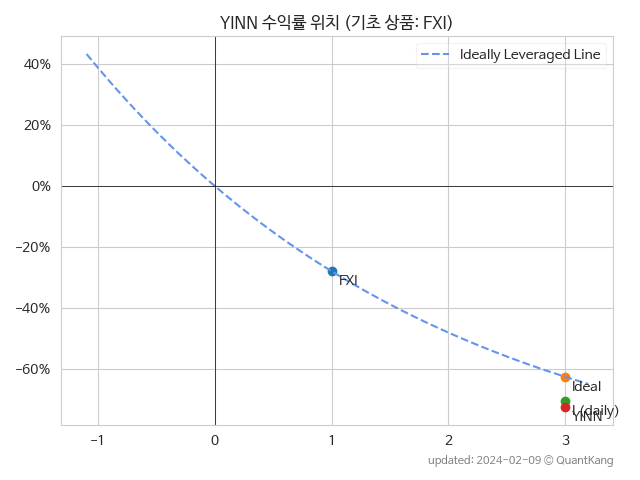 YINN 수익률 위치 (기초 상품: FXI)
Ideally Leveraged Line
40%
20%
0%
−20%
−40%
−60%
FXI
Ideal
(daily)
YINN
−1
0
1
2
3
updated: 2024-02-09 © QuantKang